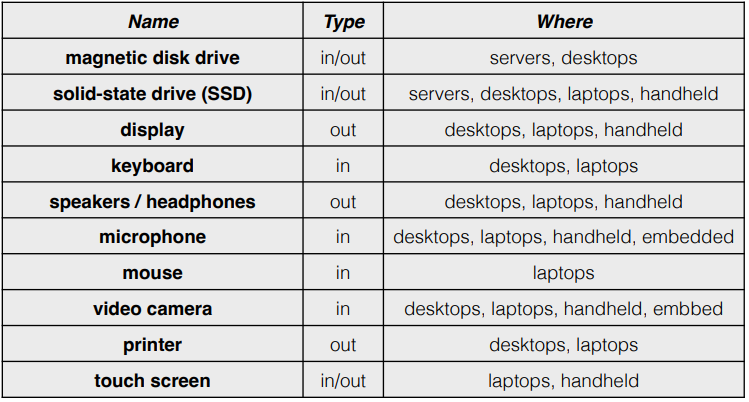 Name Type Where
magnetic disk drive in/out servers, desktops
solid-state drive (SSD) in/out servers, desktops, laptops, handheld
display out desktops, laptops, handheld
keyboard in desktops, laptops
speakers / headphones out desktops, laptops, handheld
microphone in desktops, laptops, handheld, embedded
mouse in laptops
video camera in desktops, laptops, handheld, embbed
printer out desktops, laptops
touch screen in/out laptops, handheld